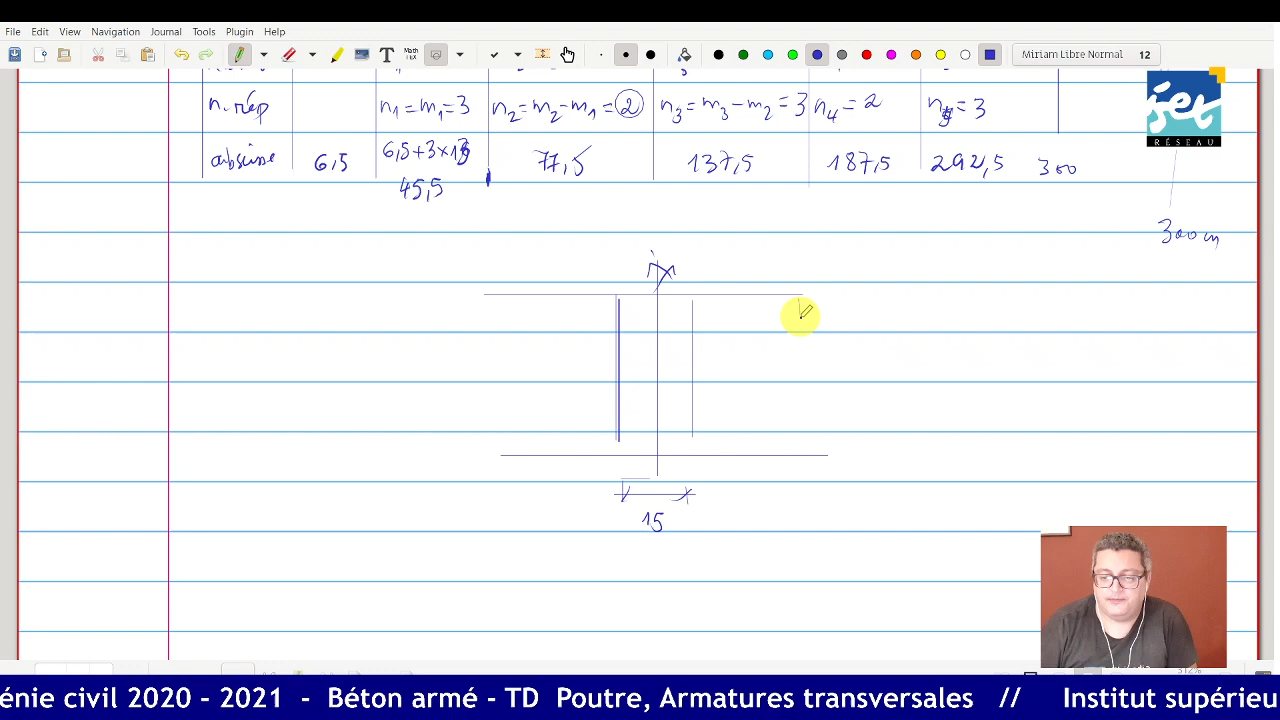 File Edit View Navigation Journal Tools Plugin Help
Miriam Libre Normal 12
n. rép n1 = m1 = 3 n2 = m2 - m1 = 2 n3 = m3 - m2 = 3 n4 = 2 n5 = 3
abscisse 6,5 6,5 + 3 × 13 77,5 137,5 187,5 292,5 300
45,5
iset
RÉSEAU
300 cm
15
énie civil 2020 - 2021 - Béton armé - TD Poutre, Armatures transversales // Institut supérieu